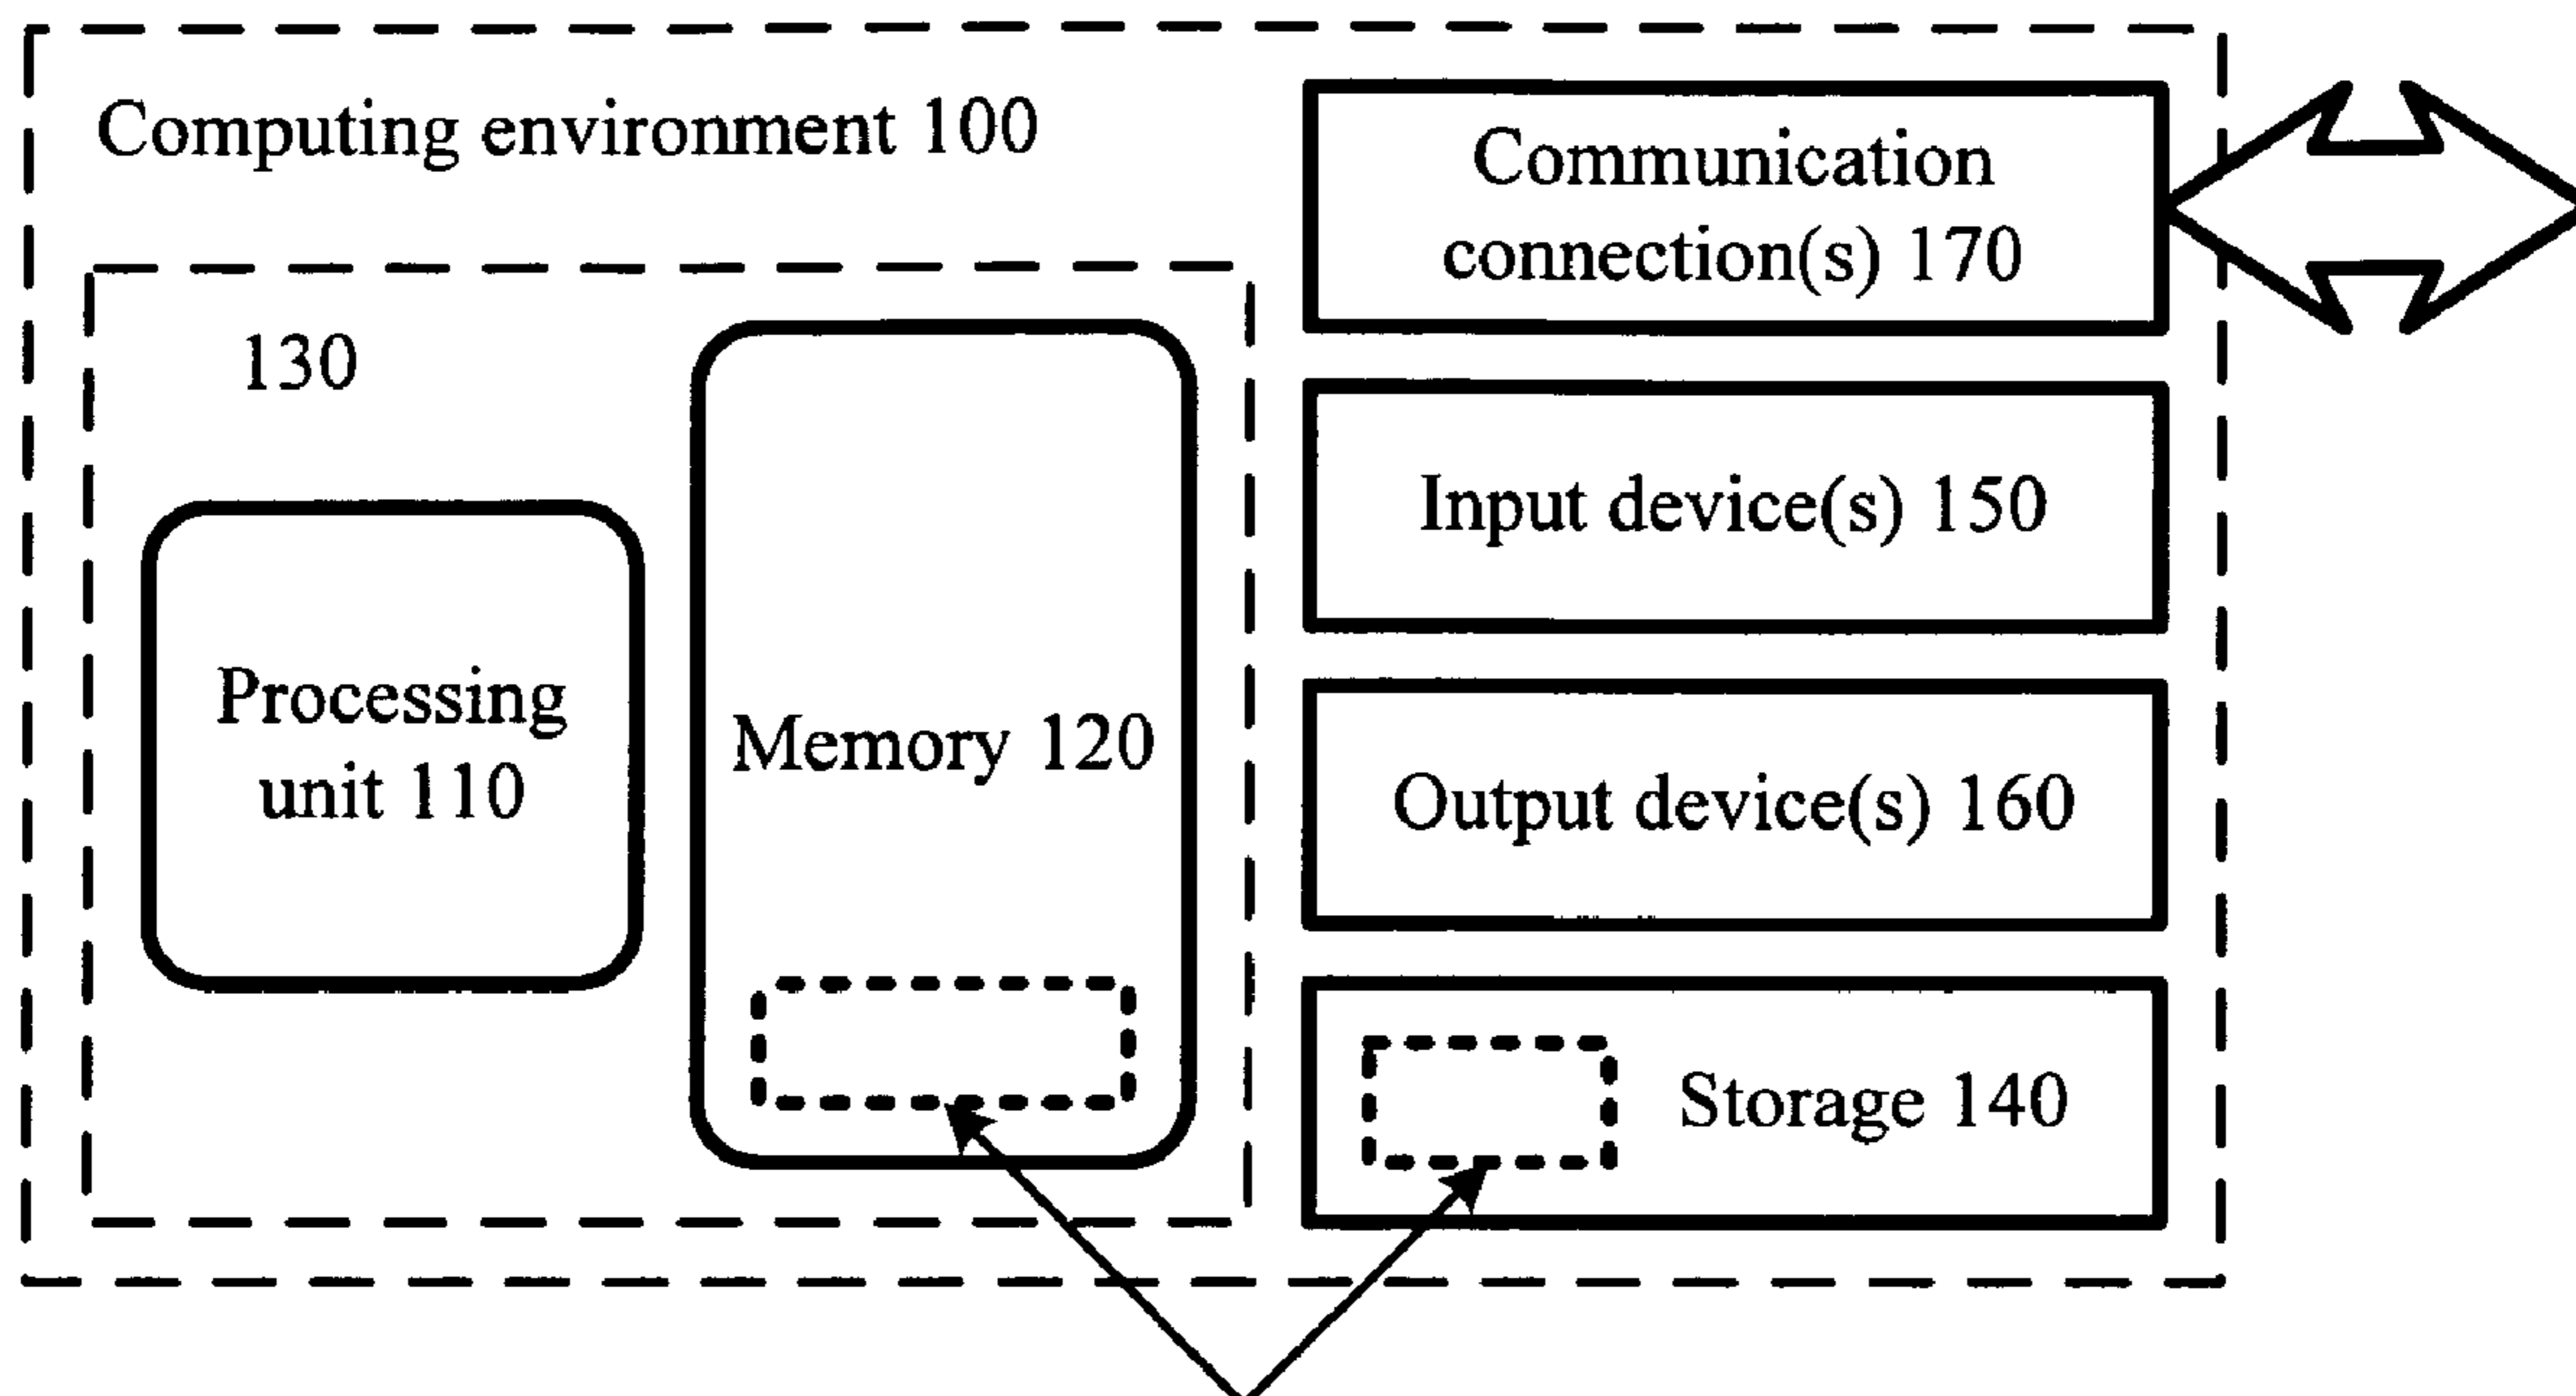 Computing environment 100
Communication
connection(s) 170
130
Input device(s) 150
Processing
unit 110
Memory 120
Output device(s) 160
Storage 140